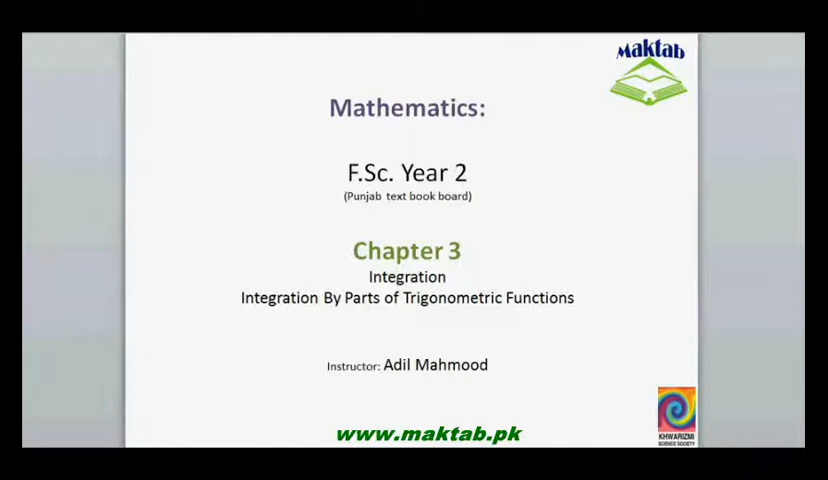 Maktab
Mathematics:
F.Sc. Year 2
(Punjab text book board)
Chapter 3
Integration
Integration By Parts of Trigonometric Functions
Instructor: Adil Mahmood
www.maktab.pk
KHWARIZMI
SCIENCE SOCIETY